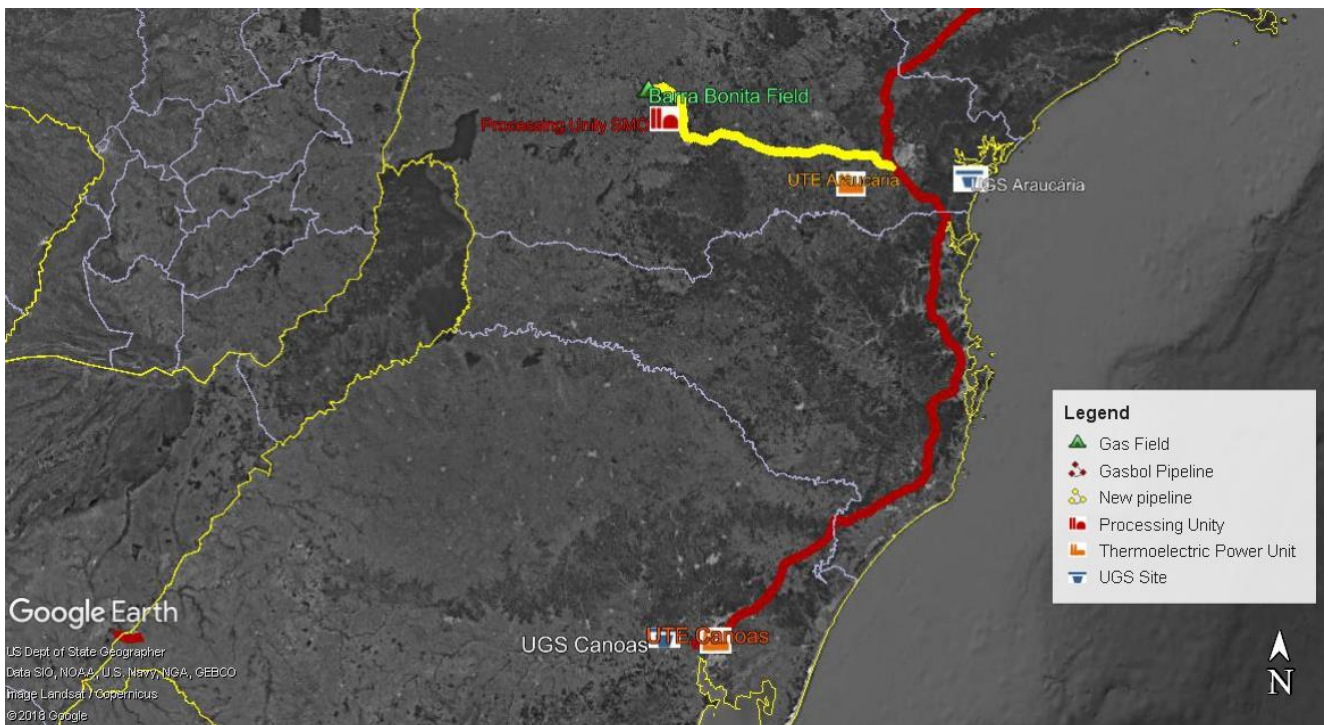 Barra Bonita Field
Processing Unity SMC
UTE Araucária
UGS Araucária
Legend
Gas Field
Gasbol Pipeline
New pipeline
Processing Unity
Thermoelectric Power Unit
UGS Site
UGS Canoas
UTE Canoas
Google Earth
US Dept of State Geographer
Data SIO, NOAA, U.S. Navy, NGA, GEBCO
Image Landsat / Copernicus
© 2018 Google
N